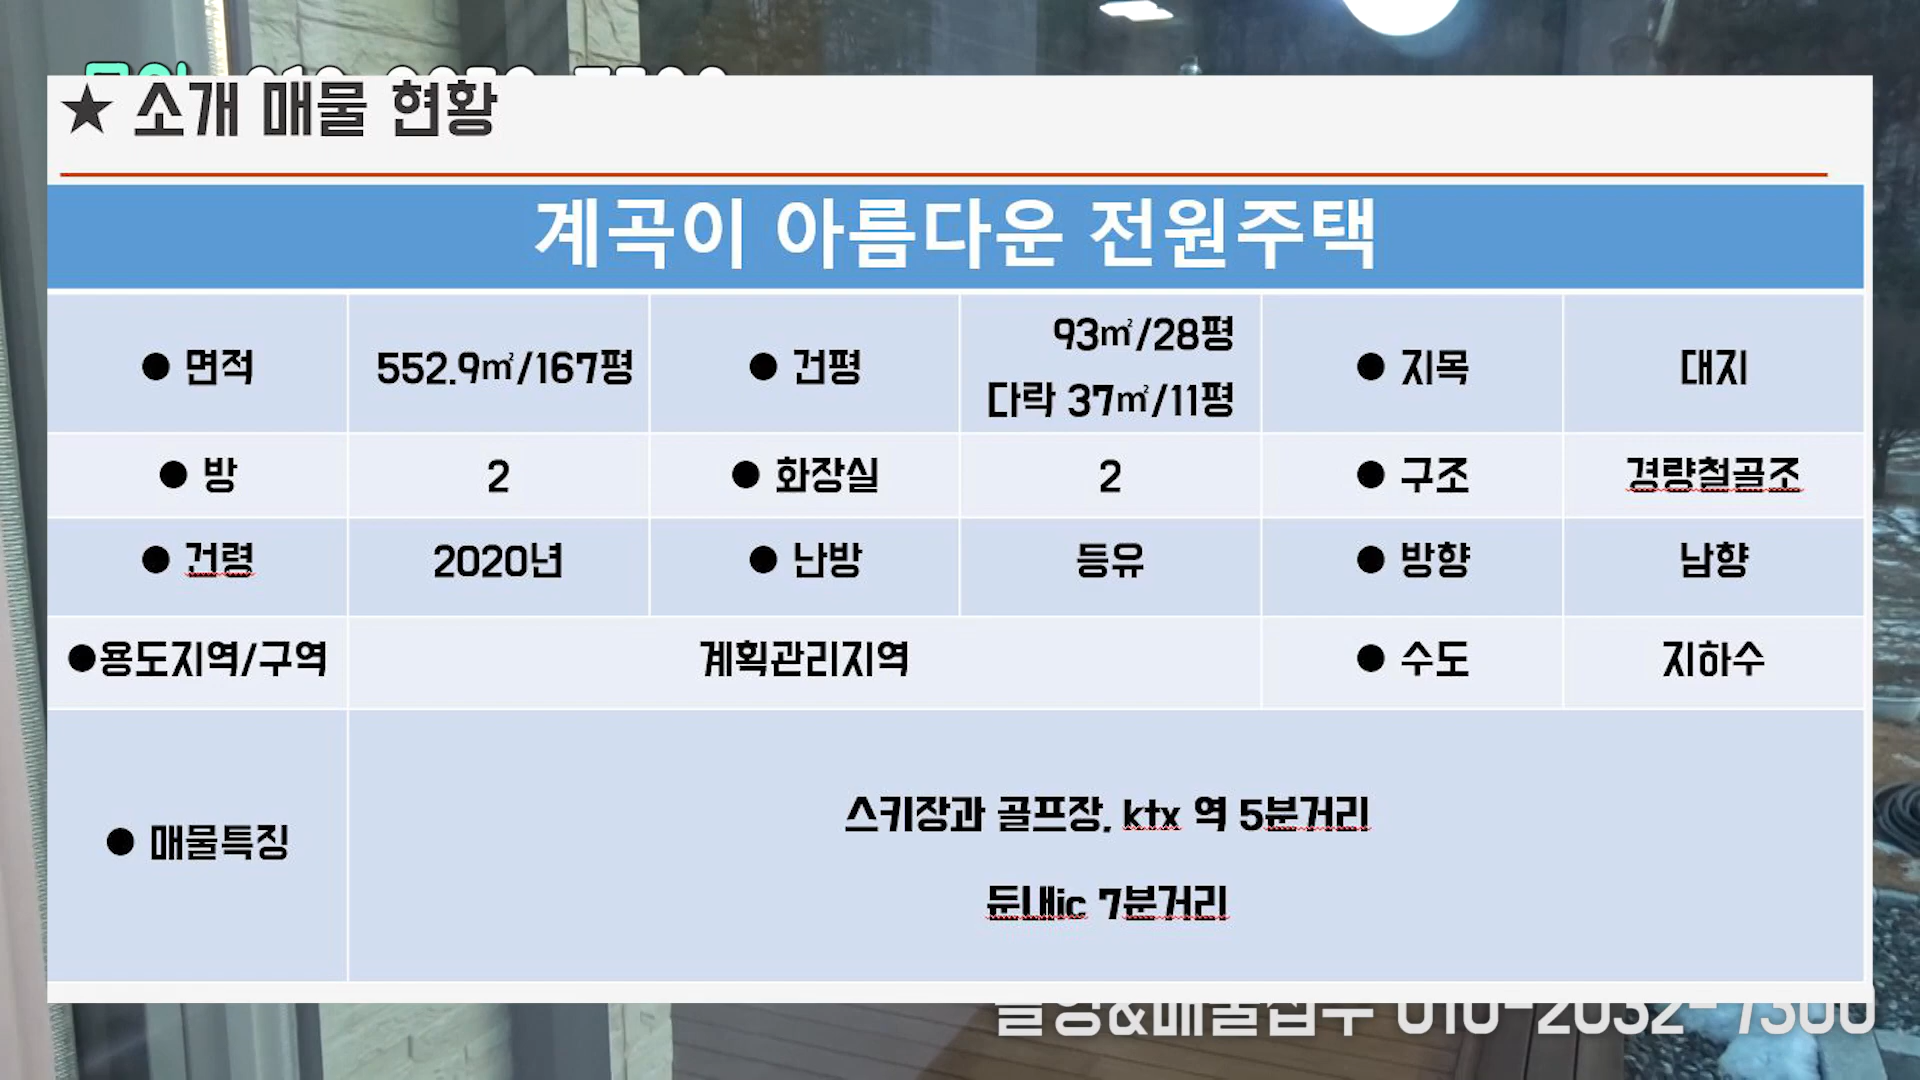 ★ 소개 매물 현황
계곡이 아름다운 전원주택
● 면적 552.9㎡/167평 ● 건평 93㎡/28평 다락 37㎡/11평 ● 지목 대지
● 방 2 ● 화장실 2 ● 구조 경량철골조
● 건령 2020년 ● 난방 등유 ● 방향 남향
●용도지역/구역 계획관리지역 ● 수도 지하수
● 매물특징
스키장과 골프장, ktx 역 5분거리
둔내ic 7분거리